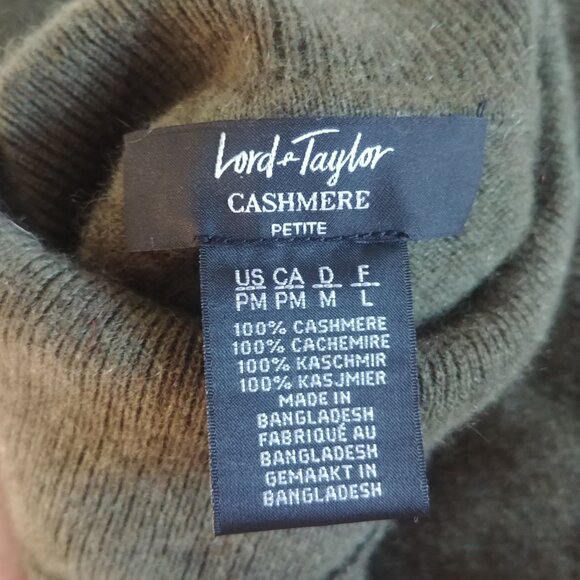 Lord & Taylor
CASHMERE
PETITE
US CA D F
PM PM M L
100% CASHMERE
100% CACHEMIRE
100% KASCHMIR
100% KASJMIER
MADE IN
BANGLADESH
FABRIQUÉ AU
BANGLADESH
GEMAAKT IN
BANGLADESH